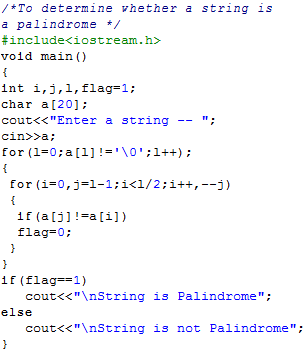 /*To determine whether a string is
a palindrome */
#include<iostream.h>
void main()
{
int i,j,l,flag=1;
char a[20];
cout<<"Enter a string -- ";
cin>>a;
for(l=0;a[l]!='\0';l++);
{
for(i=0,j=l-1;i<l/2;i++,--j)
{
if(a[j]!=a[i])
flag=0;
}
}
if(flag==1)
cout<<"\nString is Palindrome";
else
cout<<"\nString is not Palindrome";
}